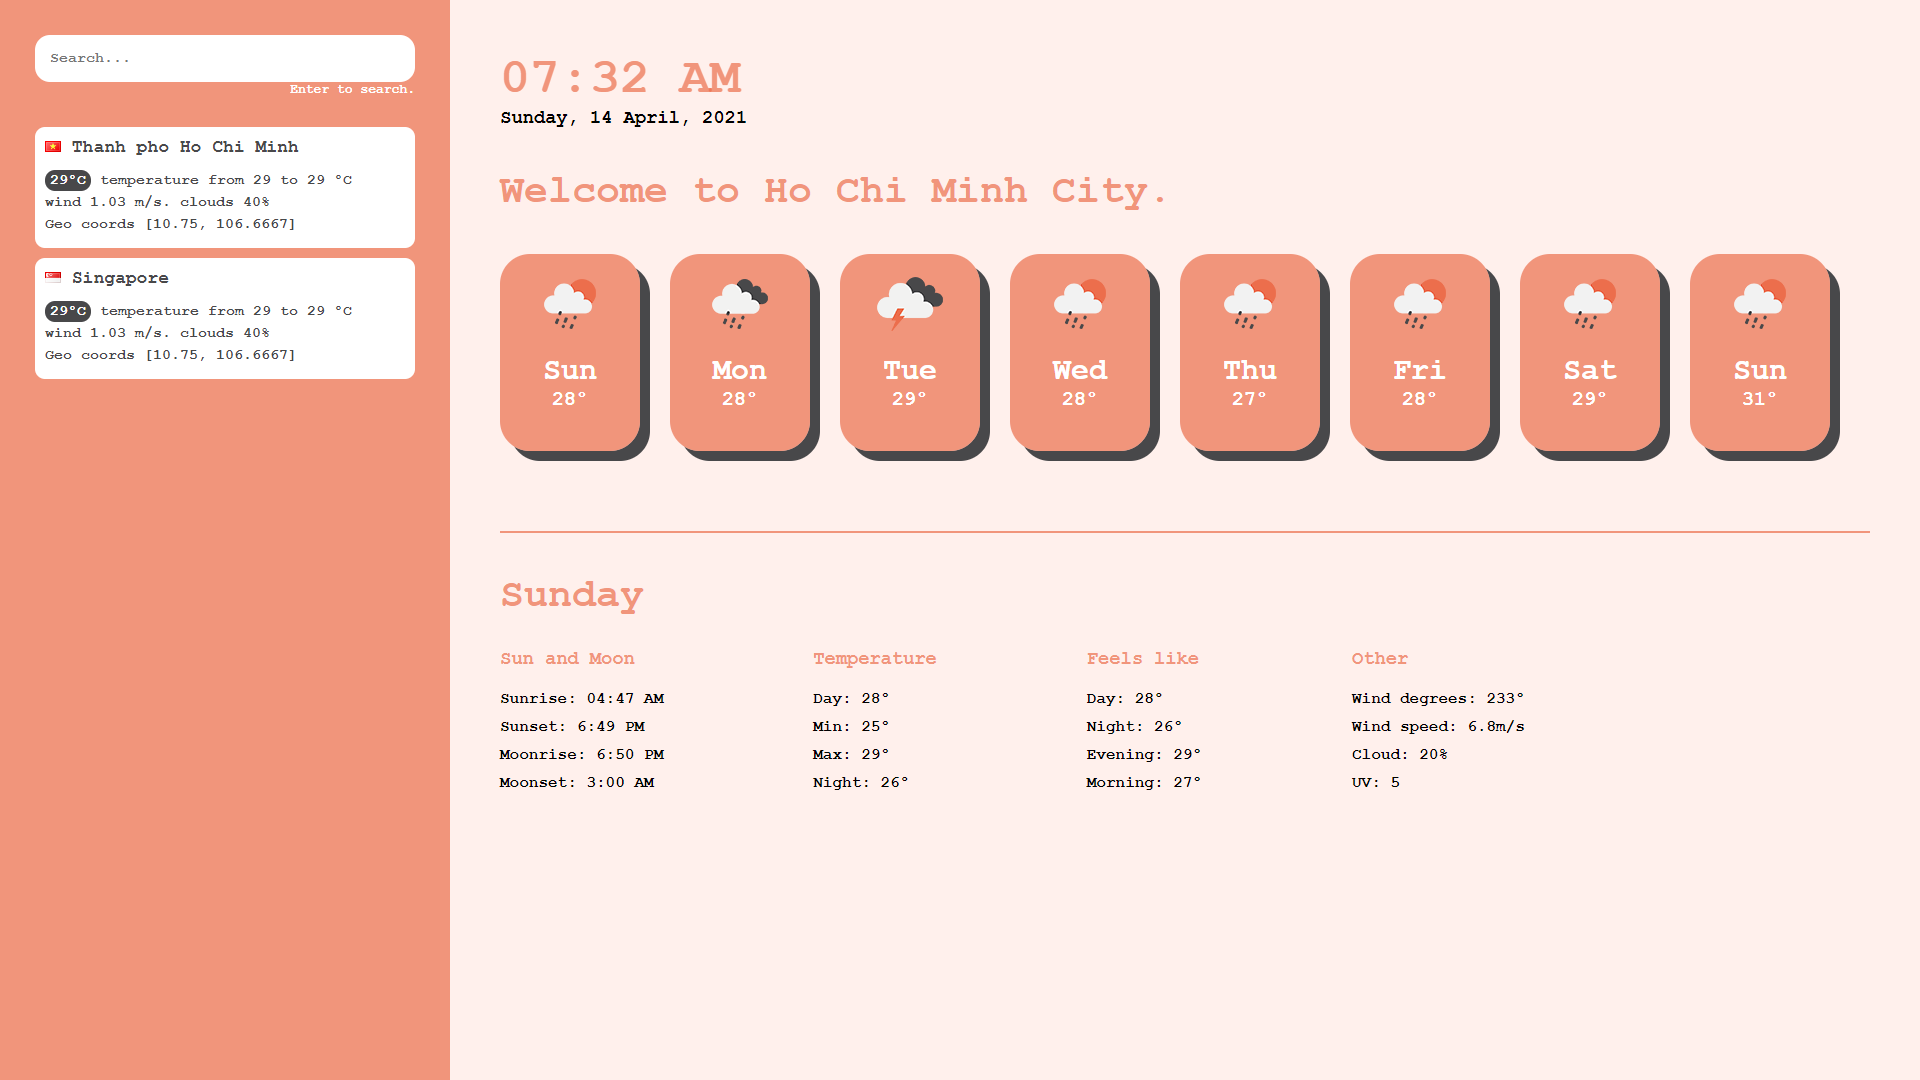 Search...
Enter to search.
Thanh pho Ho Chi Minh
29°C temperature from 29 to 29 °C
wind 1.03 m/s. clouds 40%
Geo coords [10.75, 106.6667]
Singapore
29°C temperature from 29 to 29 °C
wind 1.03 m/s. clouds 40%
Geo coords [10.75, 106.6667]
07:32 AM
Sunday, 14 April, 2021
Welcome to Ho Chi Minh City.
Sun
28°
Mon
28°
Tue
29°
Wed
28°
Thu
27°
Fri
28°
Sat
29°
Sun
31°
Sunday
Sun and Moon
Sunrise: 04:47 AM
Sunset: 6:49 PM
Moonrise: 6:50 PM
Moonset: 3:00 AM
Temperature
Day: 28°
Min: 25°
Max: 29°
Night: 26°
Feels like
Day: 28°
Night: 26°
Evening: 29°
Morning: 27°
Other
Wind degrees: 233°
Wind speed: 6.8m/s
Cloud: 20%
UV: 5